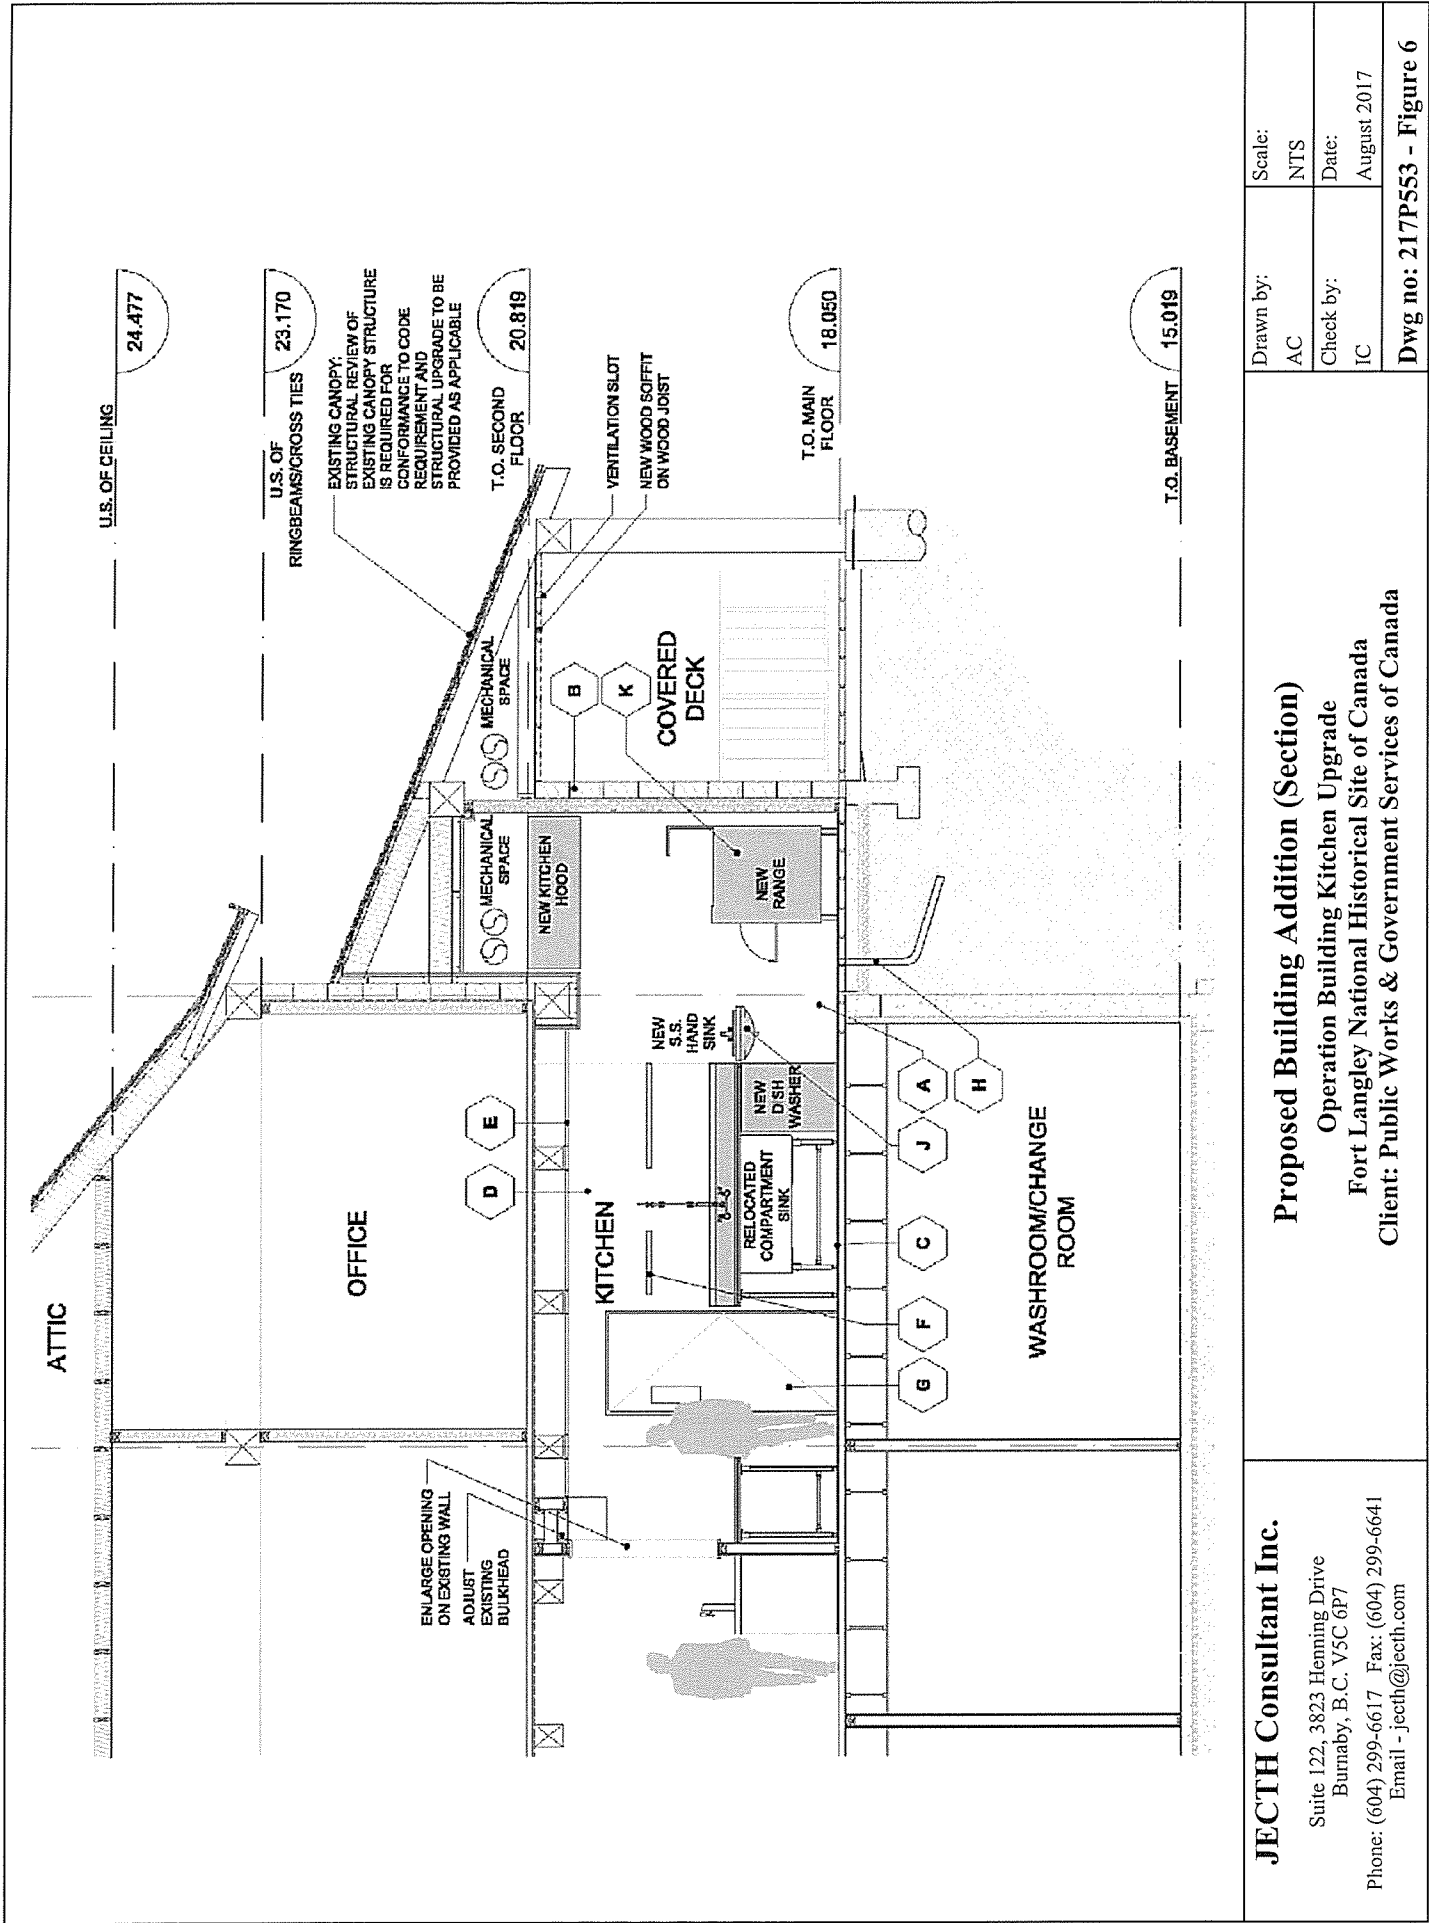 ATTIC
U.S. OF CEILING
24.477
U.S. OF
RINGBEAMS/CROSS TIES
23.170
EXISTING CANOPY:
STRUCTURAL REVIEW OF
EXISTING CANOPY STRUCTURE
IS REQUIRED FOR
CONFORMANCE TO CODE
REQUIREMENT AND
STRUCTURAL UPGRADE TO BE
PROVIDED AS APPLICABLE
OFFICE
ENLARGE OPENING
ON EXISTING WALL
ADJUST
EXISTING
BULKHEAD
D
E
MECHANICAL
SPACE
MECHANICAL
SPACE
T.O. SECOND
FLOOR
20.819
NEW KITCHEN
HOOD
B
K
VENTILATION SLOT
NEW WOOD SOFFIT
ON WOOD JOIST
KITCHEN
NEW
S.S.
HAND
SINK
COVERED
DECK
RELOCATED
COMPARTMENT
SINK
NEW
DISH
WASHER
NEW
RANGE
T.O. MAIN
FLOOR
18.050
G
F
C
J
A
H
WASHROOM/CHANGE
ROOM
T.O. BASEMENT
15.019
JECTH Consultant Inc.
Suite 122, 3823 Henning Drive
Burnaby, B.C. V5C 6P7
Phone: (604) 299-6617 Fax: (604) 299-6641
Email - jecth@jecth.com
Proposed Building Addition (Section)
Operation Building Kitchen Upgrade
Fort Langley National Historical Site of Canada
Client: Public Works & Government Services of Canada
Drawn by:
AC
Scale:
NTS
Check by:
IC
Date:
August 2017
Dwg no: 217P553 - Figure 6